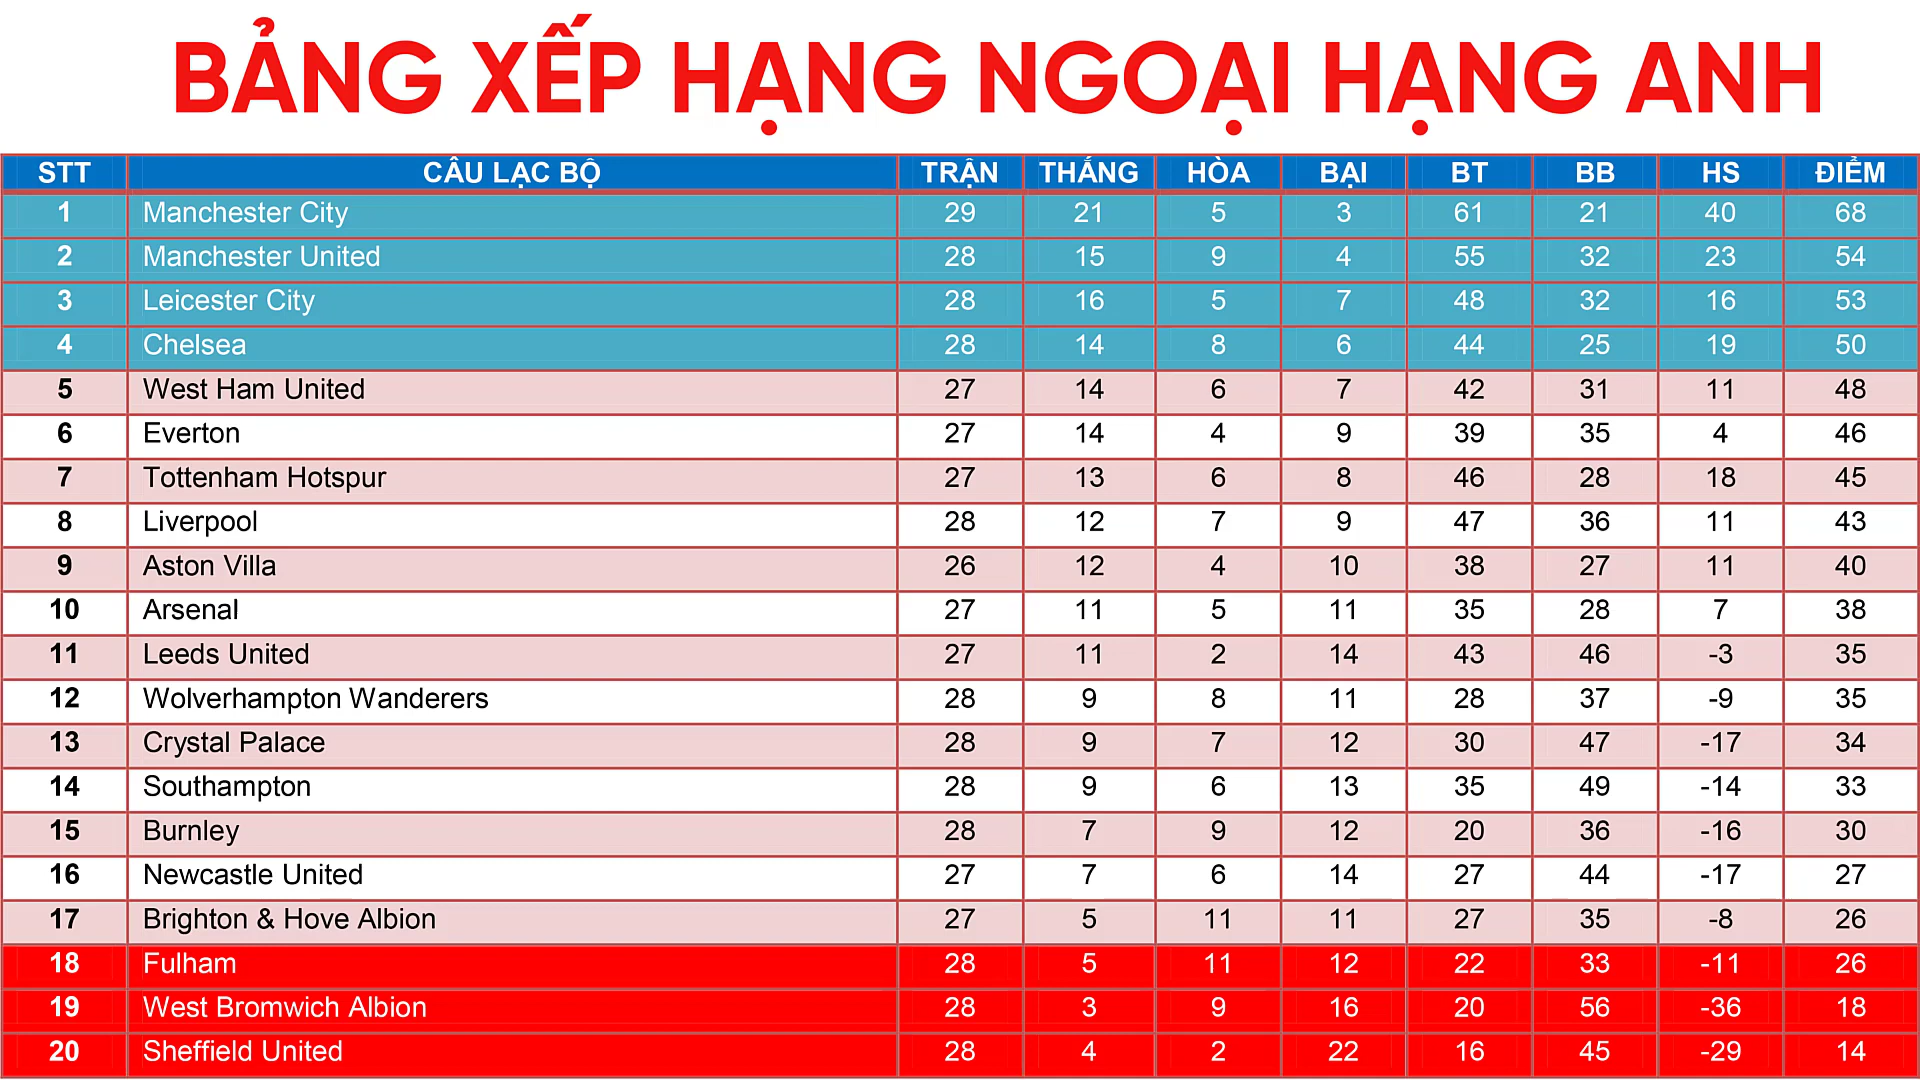 BẢNG XẾP HẠNG NGOẠI HẠNG ANH
STT CÂU LẠC BỘ TRẬN THẮNG HÒA BẠI BT BB HS ĐIỂM
1 Manchester City 29 21 5 3 61 21 40 68
2 Manchester United 28 15 9 4 55 32 23 54
3 Leicester City 28 16 5 7 48 32 16 53
4 Chelsea 28 14 8 6 44 25 19 50
5 West Ham United 27 14 6 7 42 31 11 48
6 Everton 27 14 4 9 39 35 4 46
7 Tottenham Hotspur 27 13 6 8 46 28 18 45
8 Liverpool 28 12 7 9 47 36 11 43
9 Aston Villa 26 12 4 10 38 27 11 40
10 Arsenal 27 11 5 11 35 28 7 38
11 Leeds United 27 11 2 14 43 46 -3 35
12 Wolverhampton Wanderers 28 9 8 11 28 37 -9 35
13 Crystal Palace 28 9 7 12 30 47 -17 34
14 Southampton 28 9 6 13 35 49 -14 33
15 Burnley 28 7 9 12 20 36 -16 30
16 Newcastle United 27 7 6 14 27 44 -17 27
17 Brighton & Hove Albion 27 5 11 11 27 35 -8 26
18 Fulham 28 5 11 12 22 33 -11 26
19 West Bromwich Albion 28 3 9 16 20 56 -36 18
20 Sheffield United 28 4 2 22 16 45 -29 14